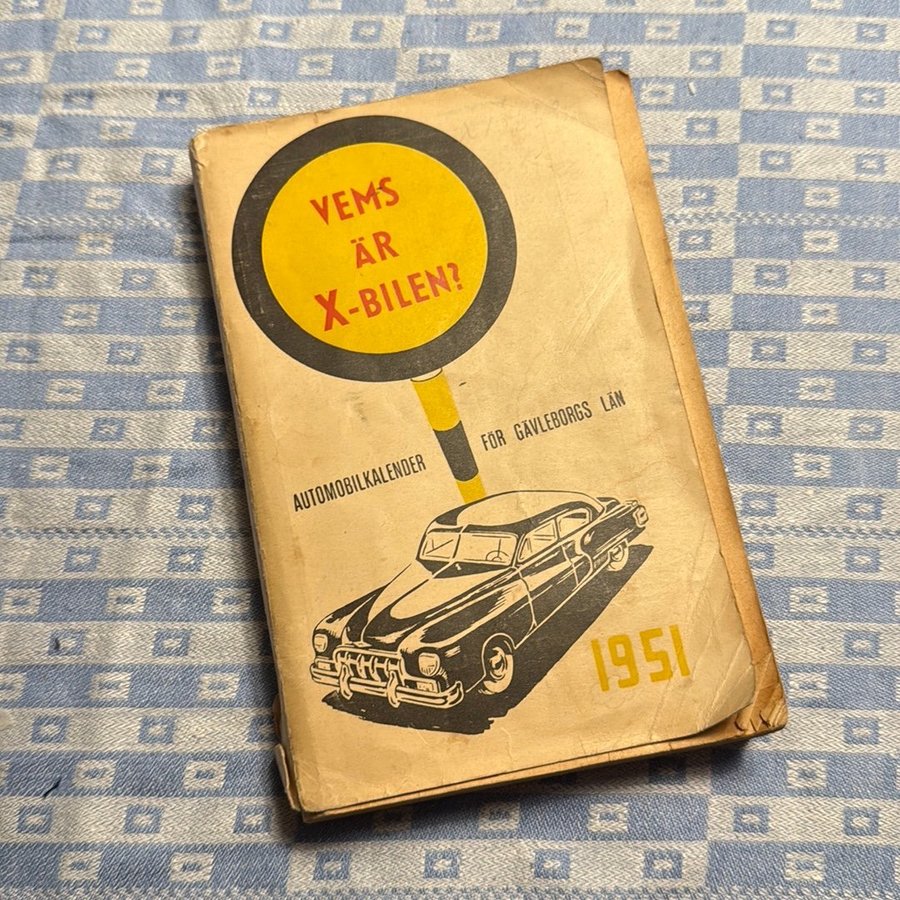 VEMS
ÄR
X-BILEN?
AUTOMOBILKALENDER FÖR GÄVLEBORGS LÄN
1951